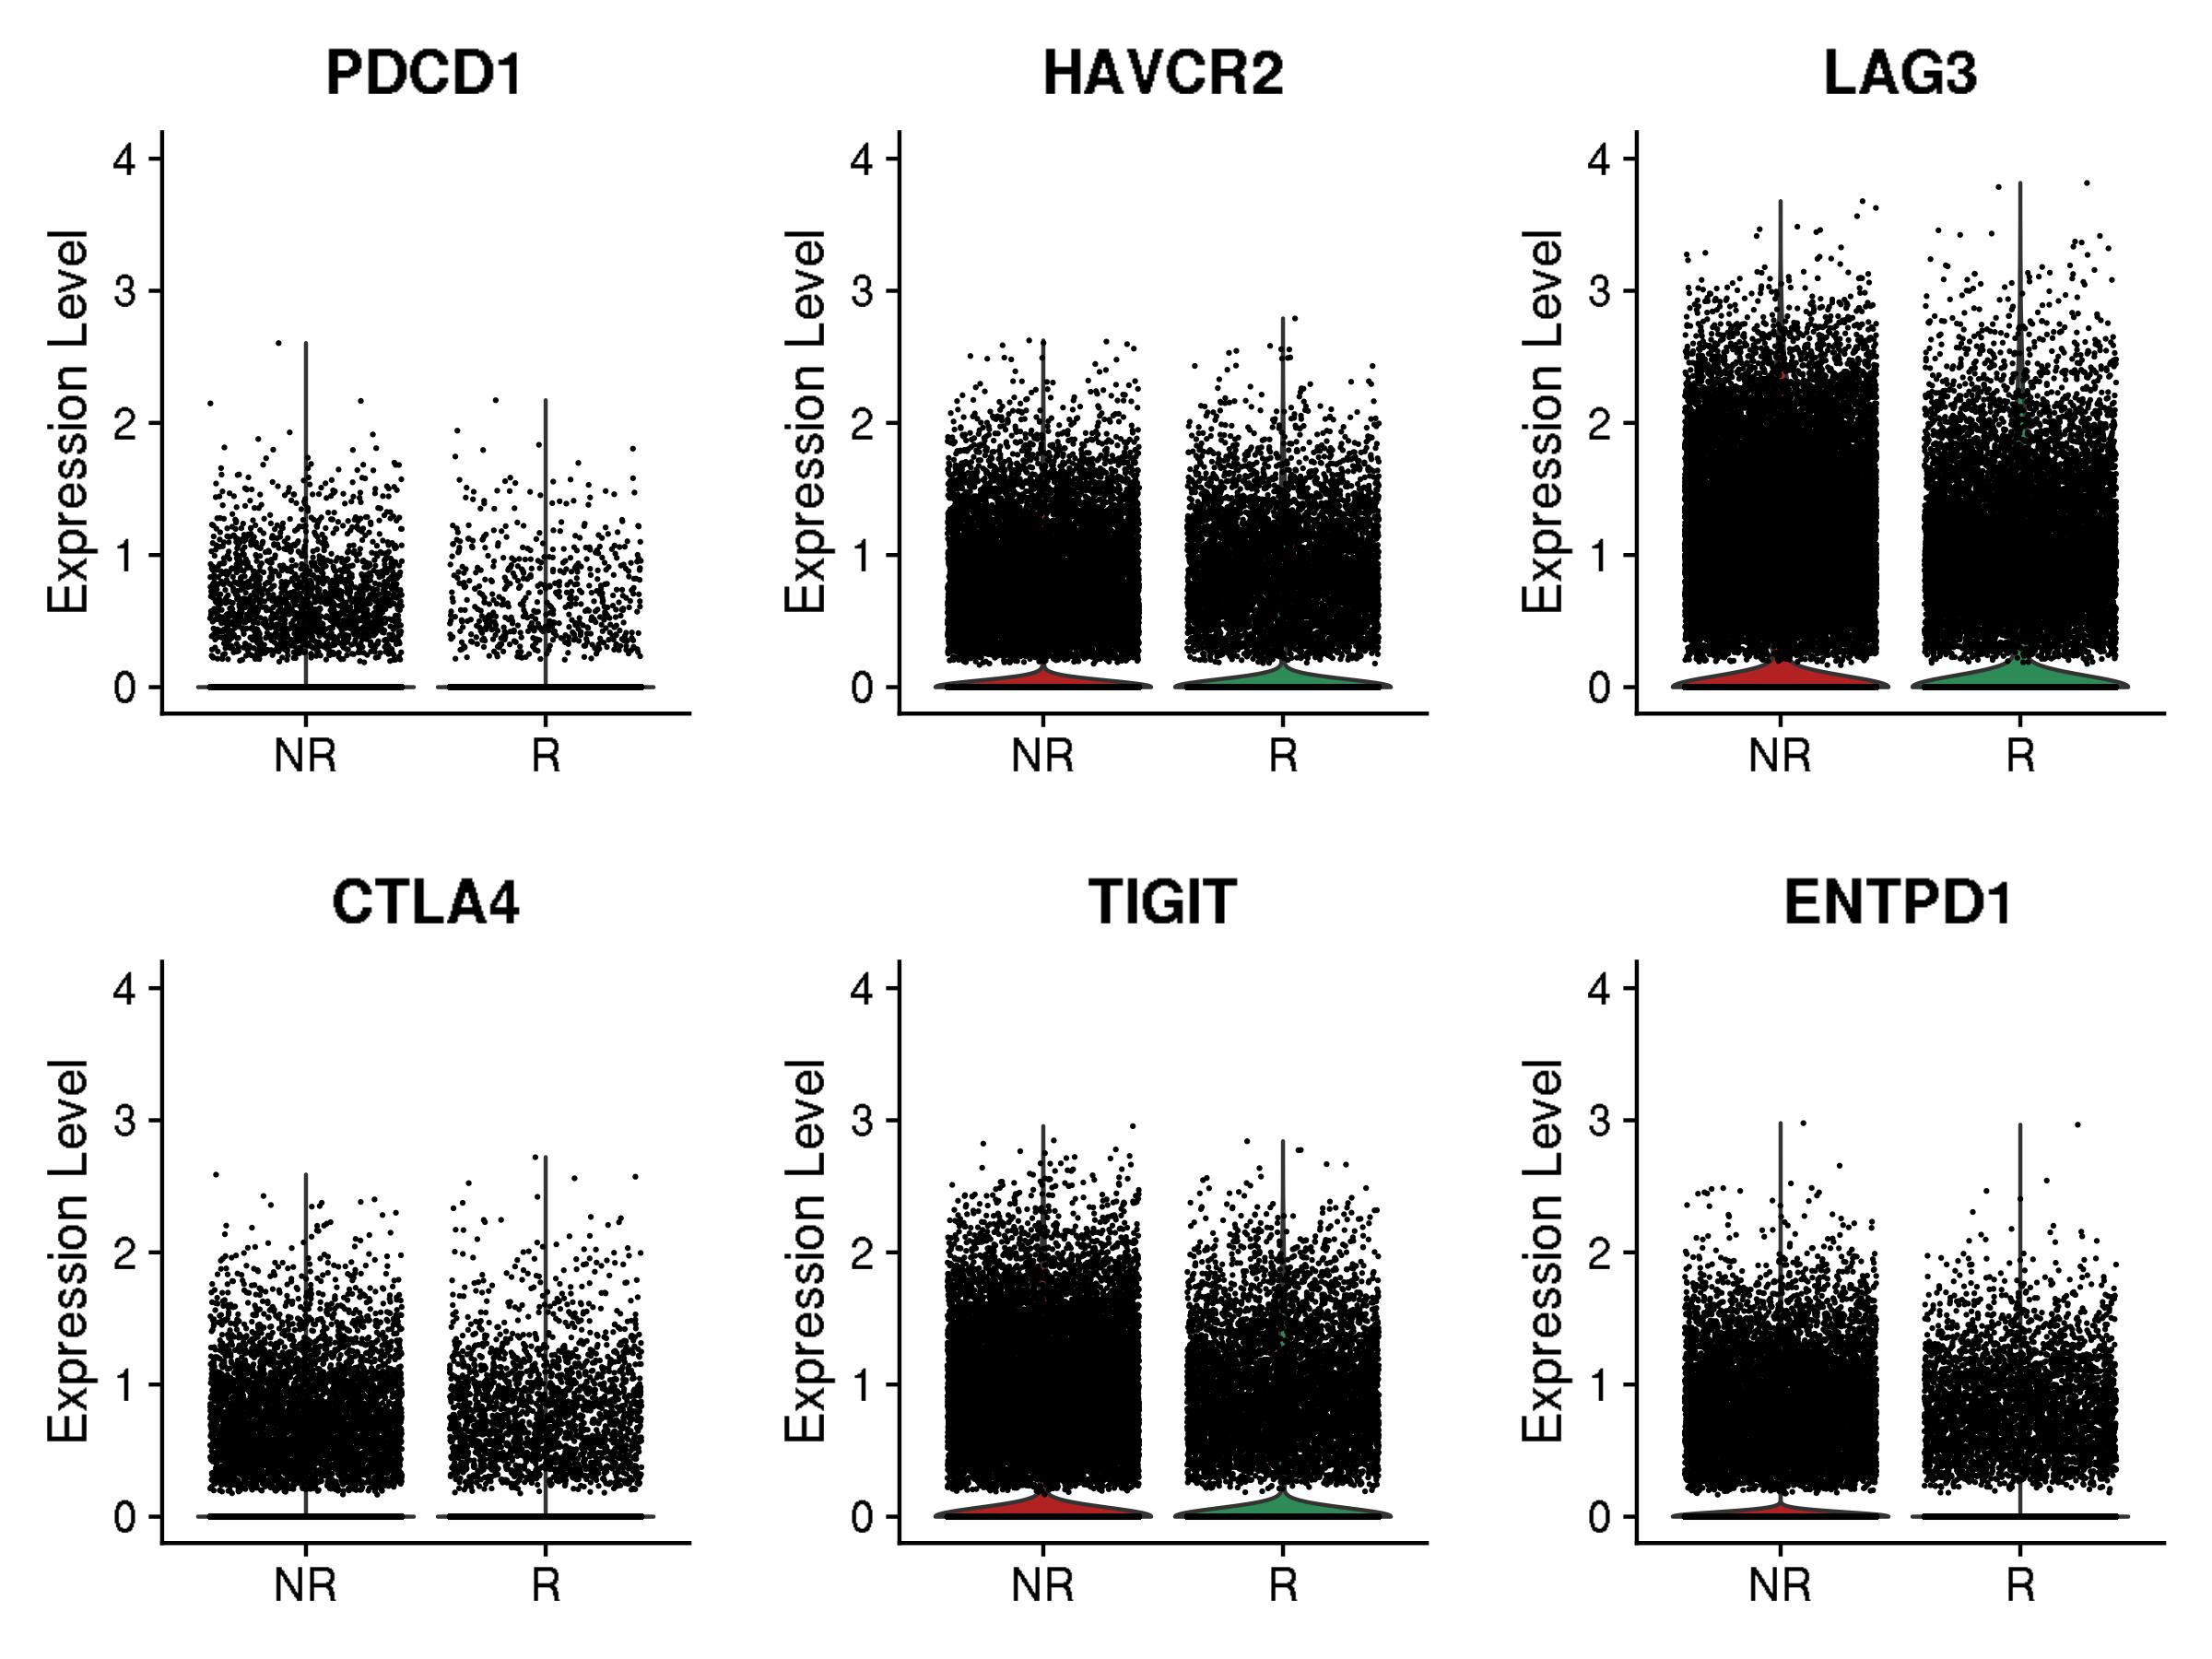 PDCD1
Expression Level
4
3
2
1
0
NR R
HAVCR2
Expression Level
4
3
2
1
0
NR R
LAG3
Expression Level
4
3
2
1
0
NR R
CTLA4
Expression Level
4
3
2
1
0
NR R
TIGIT
Expression Level
4
3
2
1
0
NR R
ENTPD1
Expression Level
4
3
2
1
0
NR R